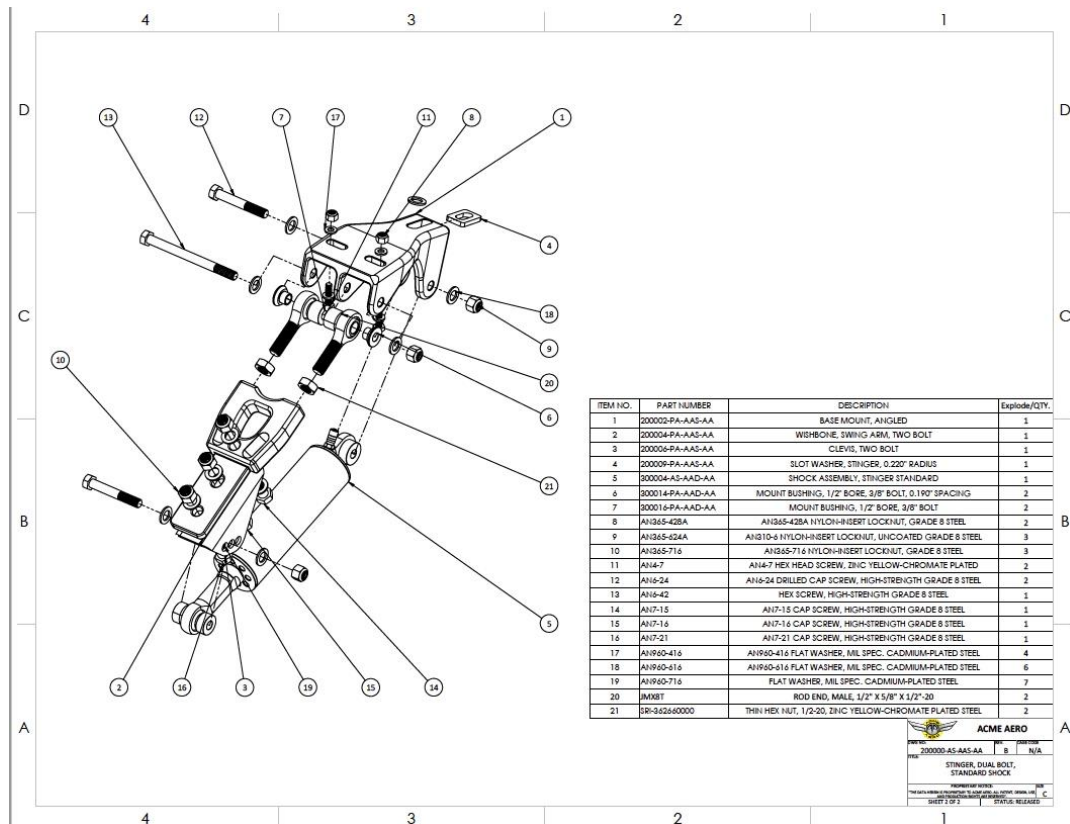 4 3 2 1
D D
13 12 7 17 11 8 1
4
C C
18
9
10 20
6
ITEM NO. PART NUMBER DESCRIPTION Explode/QTY.
1 200002-PA-AAS-AA BASE MOUNT, ANGLED 1
2 200004-PA-AAS-AA WISHBONE, SWING ARM, TWO BOLT 1
3 200006-PA-AAS-AA CLEVIS, TWO BOLT 1
4 200009-PA-AAS-AA SLOT WASHER, STINGER, 0.220" RADIUS 1
5 300004-AS-AAD-AA SHOCK ASSEMBLY, STINGER STANDARD 1
6 300014-PA-AAD-AA MOUNT BUSHING, 1/2" BORE, 3/8" BOLT, 0.190" SPACING 2
7 300016-PA-AAD-AA MOUNT BUSHING, 1/2" BORE, 3/8" BOLT 2
8 AN365-428A AN365-428A NYLON-INSERT LOCKNUT, GRADE 8 STEEL 2
9 AN365-624A AN310-6 NYLON-INSERT LOCKNUT, UNCOATED GRADE 8 STEEL 3
10 AN365-716 AN365-716 NYLON-INSERT LOCKNUT, GRADE 8 STEEL 3
11 AN4-7 AN4-7 HEX HEAD SCREW, ZINC YELLOW-CHROMATE PLATED 2
12 AN6-24 AN6-24 DRILLED CAP SCREW, HIGH-STRENGTH GRADE 8 STEEL 2
13 AN6-42 HEX SCREW, HIGH-STRENGTH GRADE 8 STEEL 1
14 AN7-15 AN7-15 CAP SCREW, HIGH-STRENGTH GRADE 8 STEEL 1
15 AN7-16 AN7-16 CAP SCREW, HIGH-STRENGTH GRADE 8 STEEL 1
16 AN7-21 AN7-21 CAP SCREW, HIGH-STRENGTH GRADE 8 STEEL 1
17 AN960-416 AN960-416 FLAT WASHER, MIL SPEC. CADMIUM-PLATED STEEL 4
18 AN960-616 AN960-616 FLAT WASHER, MIL SPEC. CADMIUM-PLATED STEEL 6
19 AN960-716 FLAT WASHER, MIL SPEC. CADMIUM-PLATED STEEL 7
20 JMX8T ROD END, MALE, 1/2" X 5/8" X 1/2"-20 2
21 SRI-362660000 THIN HEX NUT, 1/2-20, ZINC YELLOW-CHROMATE PLATED STEEL 2
21
B B
5
2 16 3 19 15 14
A A
ACME AERO
200000-AS-AAS-AA B N/A
STINGER, DUAL BOLT,
STANDARD SHOCK
PROPRIETARY NOTICE:
C
SHEET 2 OF 2 STATUS: RELEASED
4 3 2 1